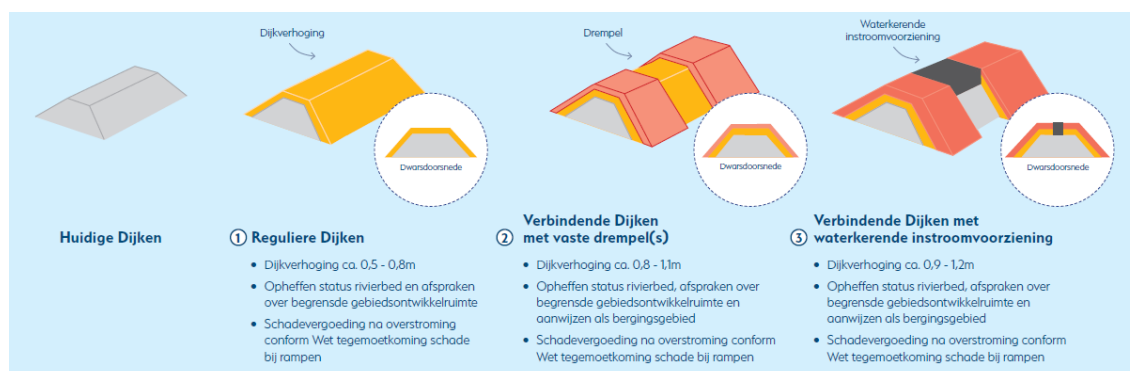 Dijkverhoging
Dwarsdoorsnede
Drempel
Dwarsdoorsnede
Waterkerende
instroomvoorziening
Dwarsdoorsnede
Huidige Dijken
1 Reguliere Dijken
• Dijkverhoging ca. 0,5 - 0,8m
• Opheffen status rivierbed en afspraken
over begrensde gebiedsontwikkelruimte
• Schadevergoeding na overstroming
conform Wet tegemoetkoming schade
bij rampen
2 Verbindende Dijken
met vaste drempel(s)
• Dijkverhoging ca. 0,8 - 1,1m
• Opheffen status rivierbed, afspraken over
begrensde gebiedsontwikkelruimte en
aanwijzen als bergingsgebied
• Schadevergoeding na overstroming conform
Wet tegemoetkoming schade bij rampen
3 Verbindende Dijken met
waterkerende instroomvoorziening
• Dijkverhoging ca. 0,9 - 1,2m
• Opheffen status rivierbed, afspraken over
begrensde gebiedsontwikkelruimte en
aanwijzen als bergingsgebied
• Schadevergoeding na overstroming conform
Wet tegemoetkoming schade bij rampen